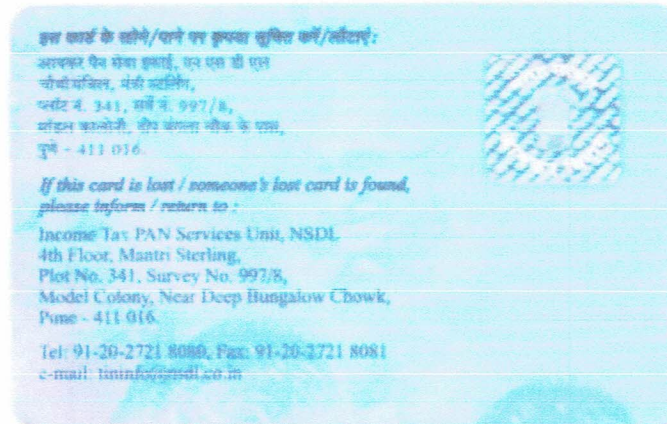 इस कार्ड के खोने/पाने पर कृपया सूचित करें/लौटाएं:
आयकर पैन सेवा इकाई, एन एस डी एल
चौथी मंजिल, मंत्री स्टर्लिंग,
प्लॉट नं. 341, सर्वे नं. 997/8,
मॉडल कालोनी, दीप बंगला चौक के पास,
पुणे - 411 016.
If this card is lost / someone's lost card is found,
please inform / return to :
Income Tax PAN Services Unit, NSDL
4th Floor, Mantri Sterling,
Plot No. 341, Survey No. 997/8,
Model Colony, Near Deep Bungalow Chowk,
Pune - 411 016.
Tel: 91-20-2721 8080, Fax: 91-20-2721 8081
e-mail: tininfo@nsdl.co.in